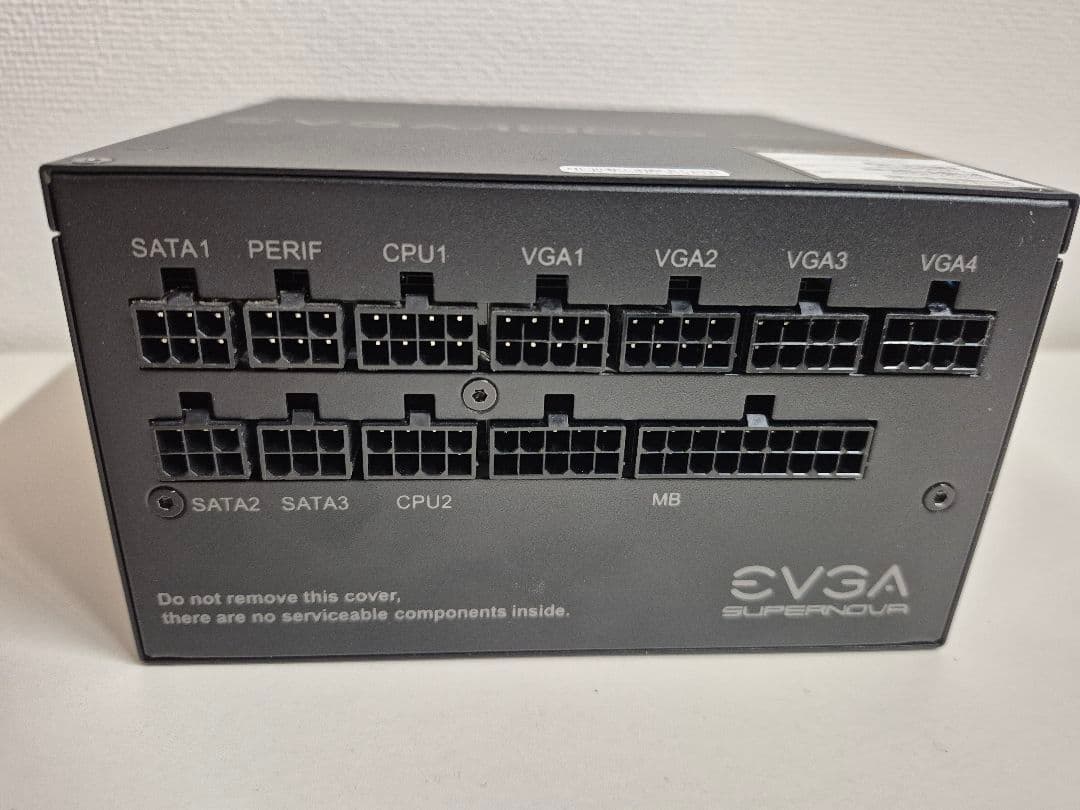 SATA1 PERIF CPU1 VGA1 VGA2 VGA3 VGA4
SATA2 SATA3 CPU2 MB
Do not remove this cover,
there are no serviceable components inside.
EVGA
SUPERNOVA